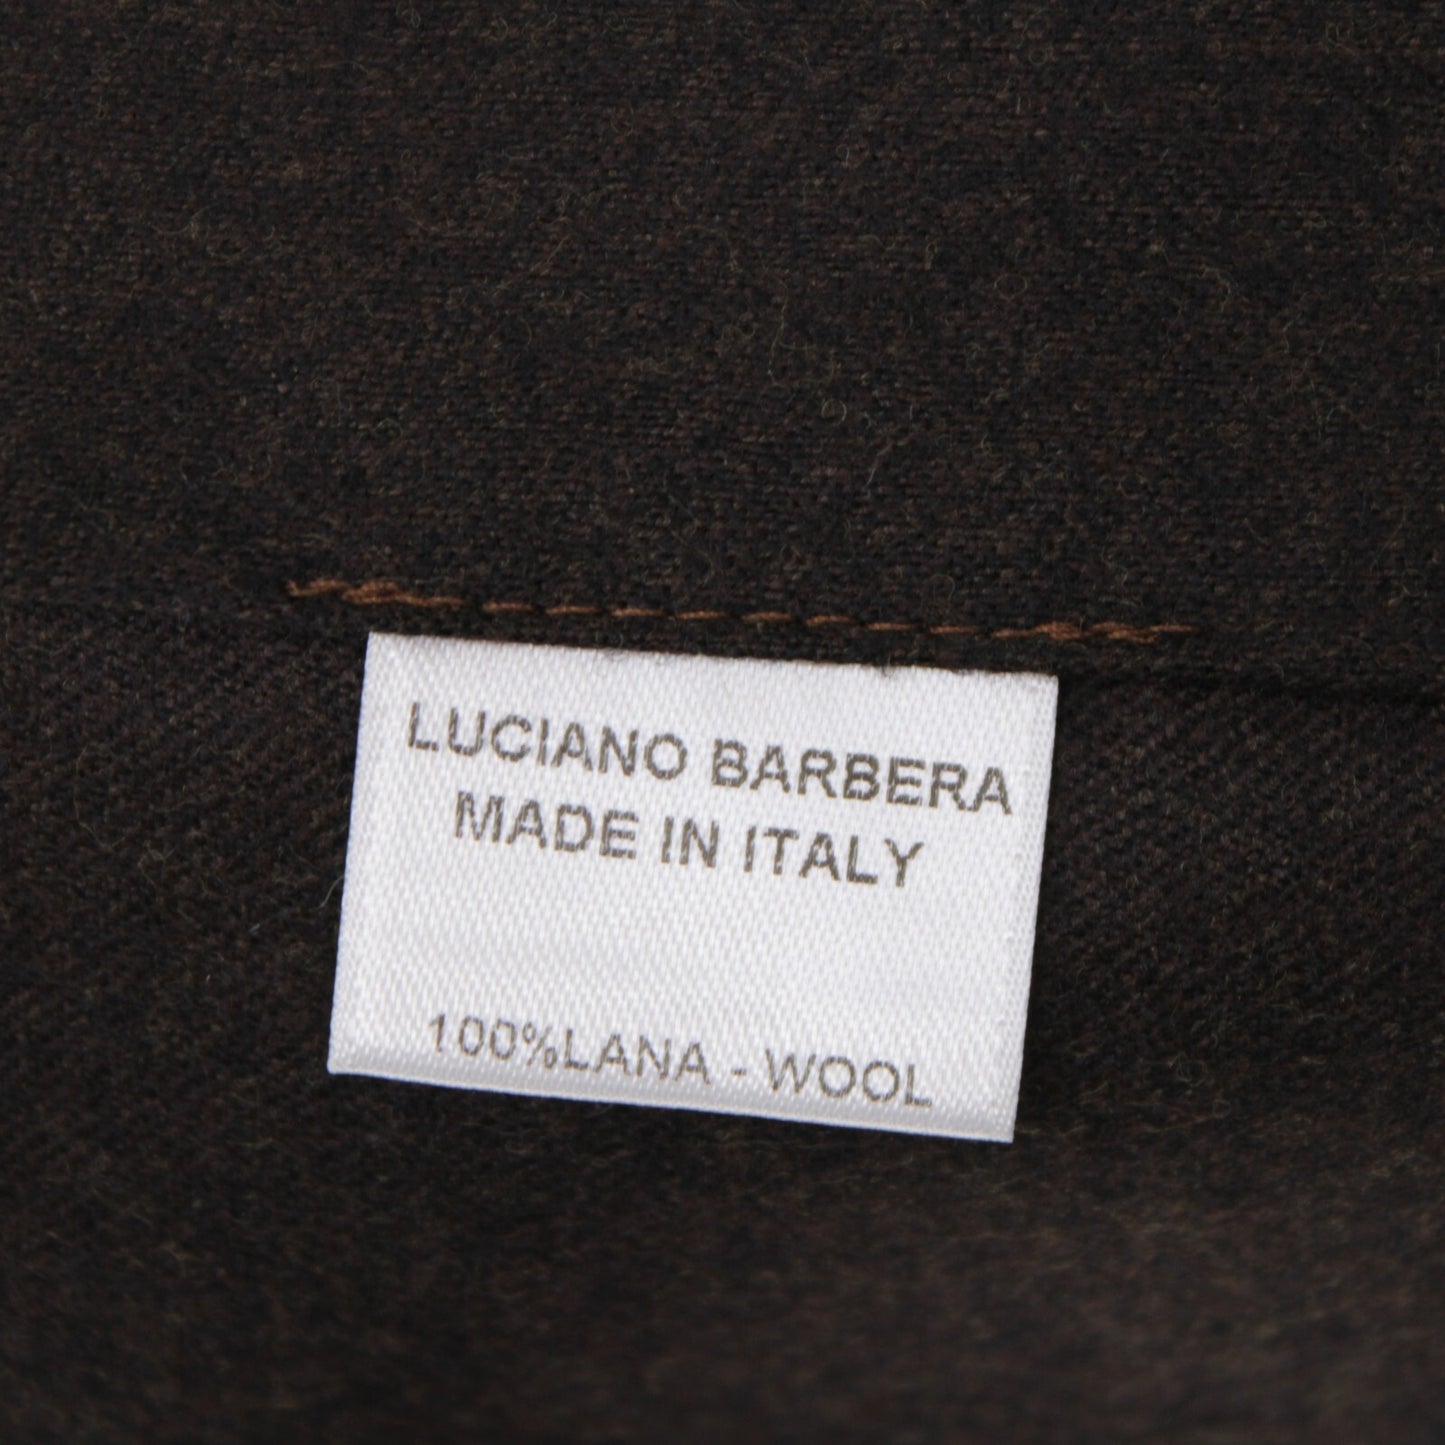 LUCIANO BARBERA
MADE IN ITALY
100%LANA - WOOL